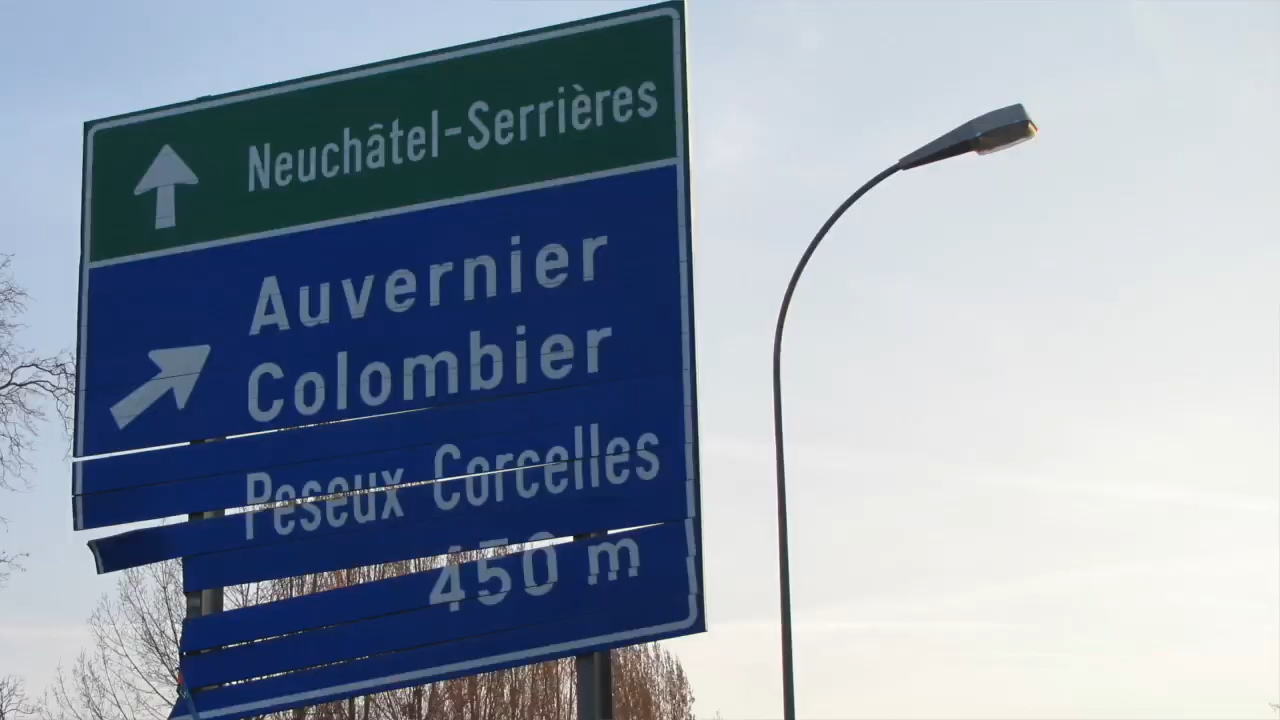 Neuchâtel-Serrières
Auvernier
Colombier
Peseux Corcelles
450 m